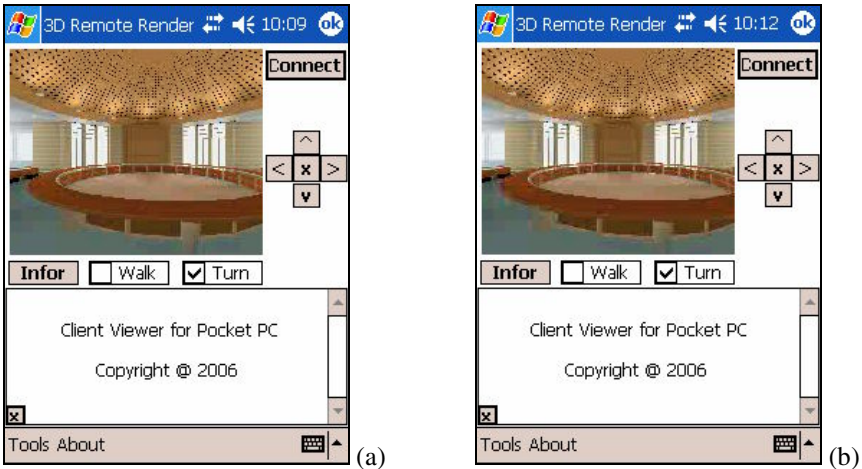 3D Remote Render 10:09 ok
Connect
^
< x >
v
Infor Walk Turn
Client Viewer for Pocket PC
Copyright @ 2006
x
Tools About
(a)
3D Remote Render 10:12 ok
Connect
^
< x >
v
Infor Walk Turn
Client Viewer for Pocket PC
Copyright @ 2006
x
Tools About
(b)